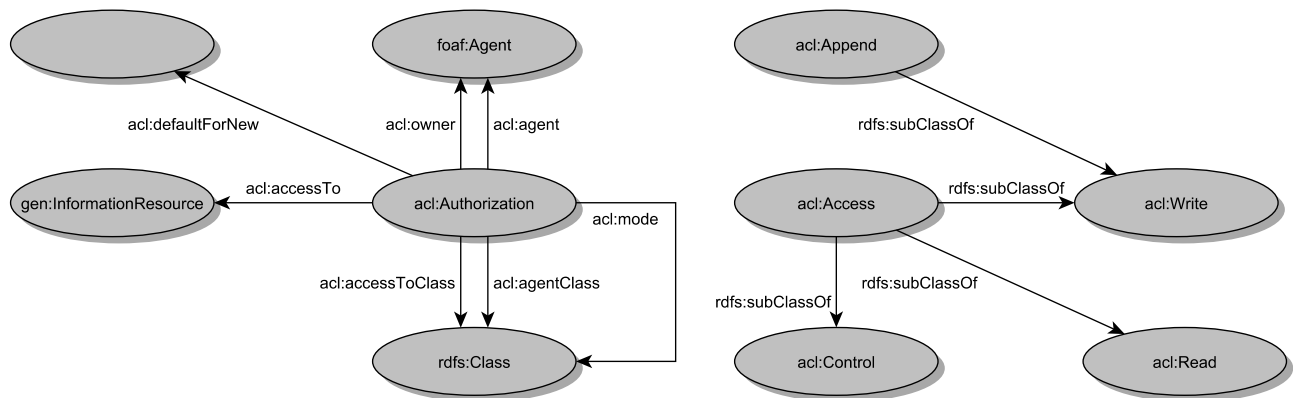 foaf:Agent
acl:Append
acl:defaultForNew
acl:owner
acl:agent
rdfs:subClassOf
gen:InformationResource
acl:accessTo
acl:Authorization
acl:mode
acl:Access
rdfs:subClassOf
acl:Write
acl:accessToClass
acl:agentClass
rdfs:subClassOf
rdfs:subClassOf
rdfs:Class
acl:Control
acl:Read